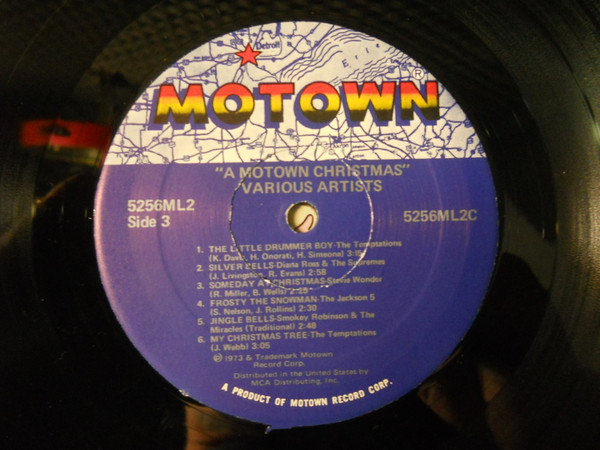 Detroit
MOTOWN®
"A MOTOWN CHRISTMAS"
VARIOUS ARTISTS
5256ML2
Side 3
5256ML2C
1. THE LITTLE DRUMMER BOY-The Temptations
(K. Davis, H. Onorati, H. Simeone) 3:15
2. SILVER BELLS-Diana Ross & The Supremes
(J. Livingston, R. Evans) 2:58
3. SOMEDAY AT CHRISTMAS-Stevie Wonder
(R. Miller, B. Wells)
4. FROSTY THE SNOWMAN-The Jackson 5
(S. Nelson, J. Rollins) 2:30
5. JINGLE BELLS-Smokey Robinson & The
Miracles (Traditional) 2:48
6. MY CHRISTMAS TREE-The Temptations
(J. Webb) 3:05
℗ 1973 & Trademark Motown
Record Corp.
Distributed in the United States by
MCA Distributing, Inc.
A PRODUCT OF MOTOWN RECORD CORP.